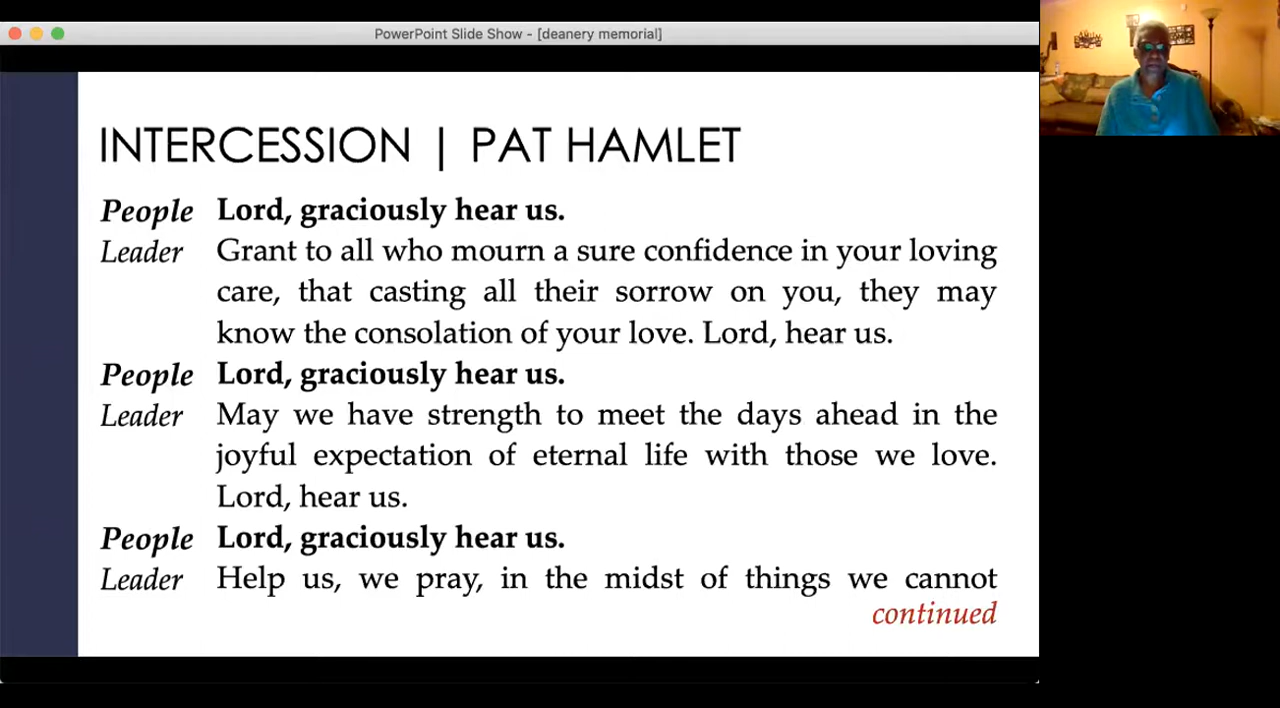 PowerPoint Slide Show - [deanery memorial]
INTERCESSION | PAT HAMLET
People Lord, graciously hear us.
Leader Grant to all who mourn a sure confidence in your loving
care, that casting all their sorrow on you, they may
know the consolation of your love. Lord, hear us.
People Lord, graciously hear us.
Leader May we have strength to meet the days ahead in the
joyful expectation of eternal life with those we love.
Lord, hear us.
People Lord, graciously hear us.
Leader Help us, we pray, in the midst of things we cannot
continued